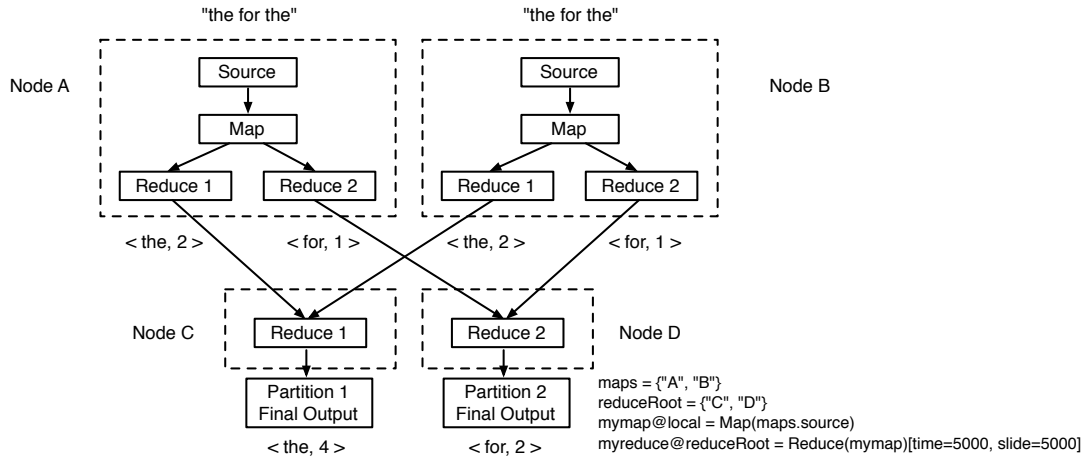 "the for the" "the for the"
Node A Source Source Node B
Map Map
Reduce 1 Reduce 2 Reduce 1 Reduce 2
< the, 2 > < for, 1 > < the, 2 > < for, 1 >
Node C Reduce 1 Reduce 2 Node D
Partition 1 Partition 2
Final Output Final Output
< the, 4 > < for, 2 >
maps = {"A", "B"}
reduceRoot = {"C", "D"}
mymap@local = Map(maps.source)
myreduce@reduceRoot = Reduce(mymap)[time=5000, slide=5000]